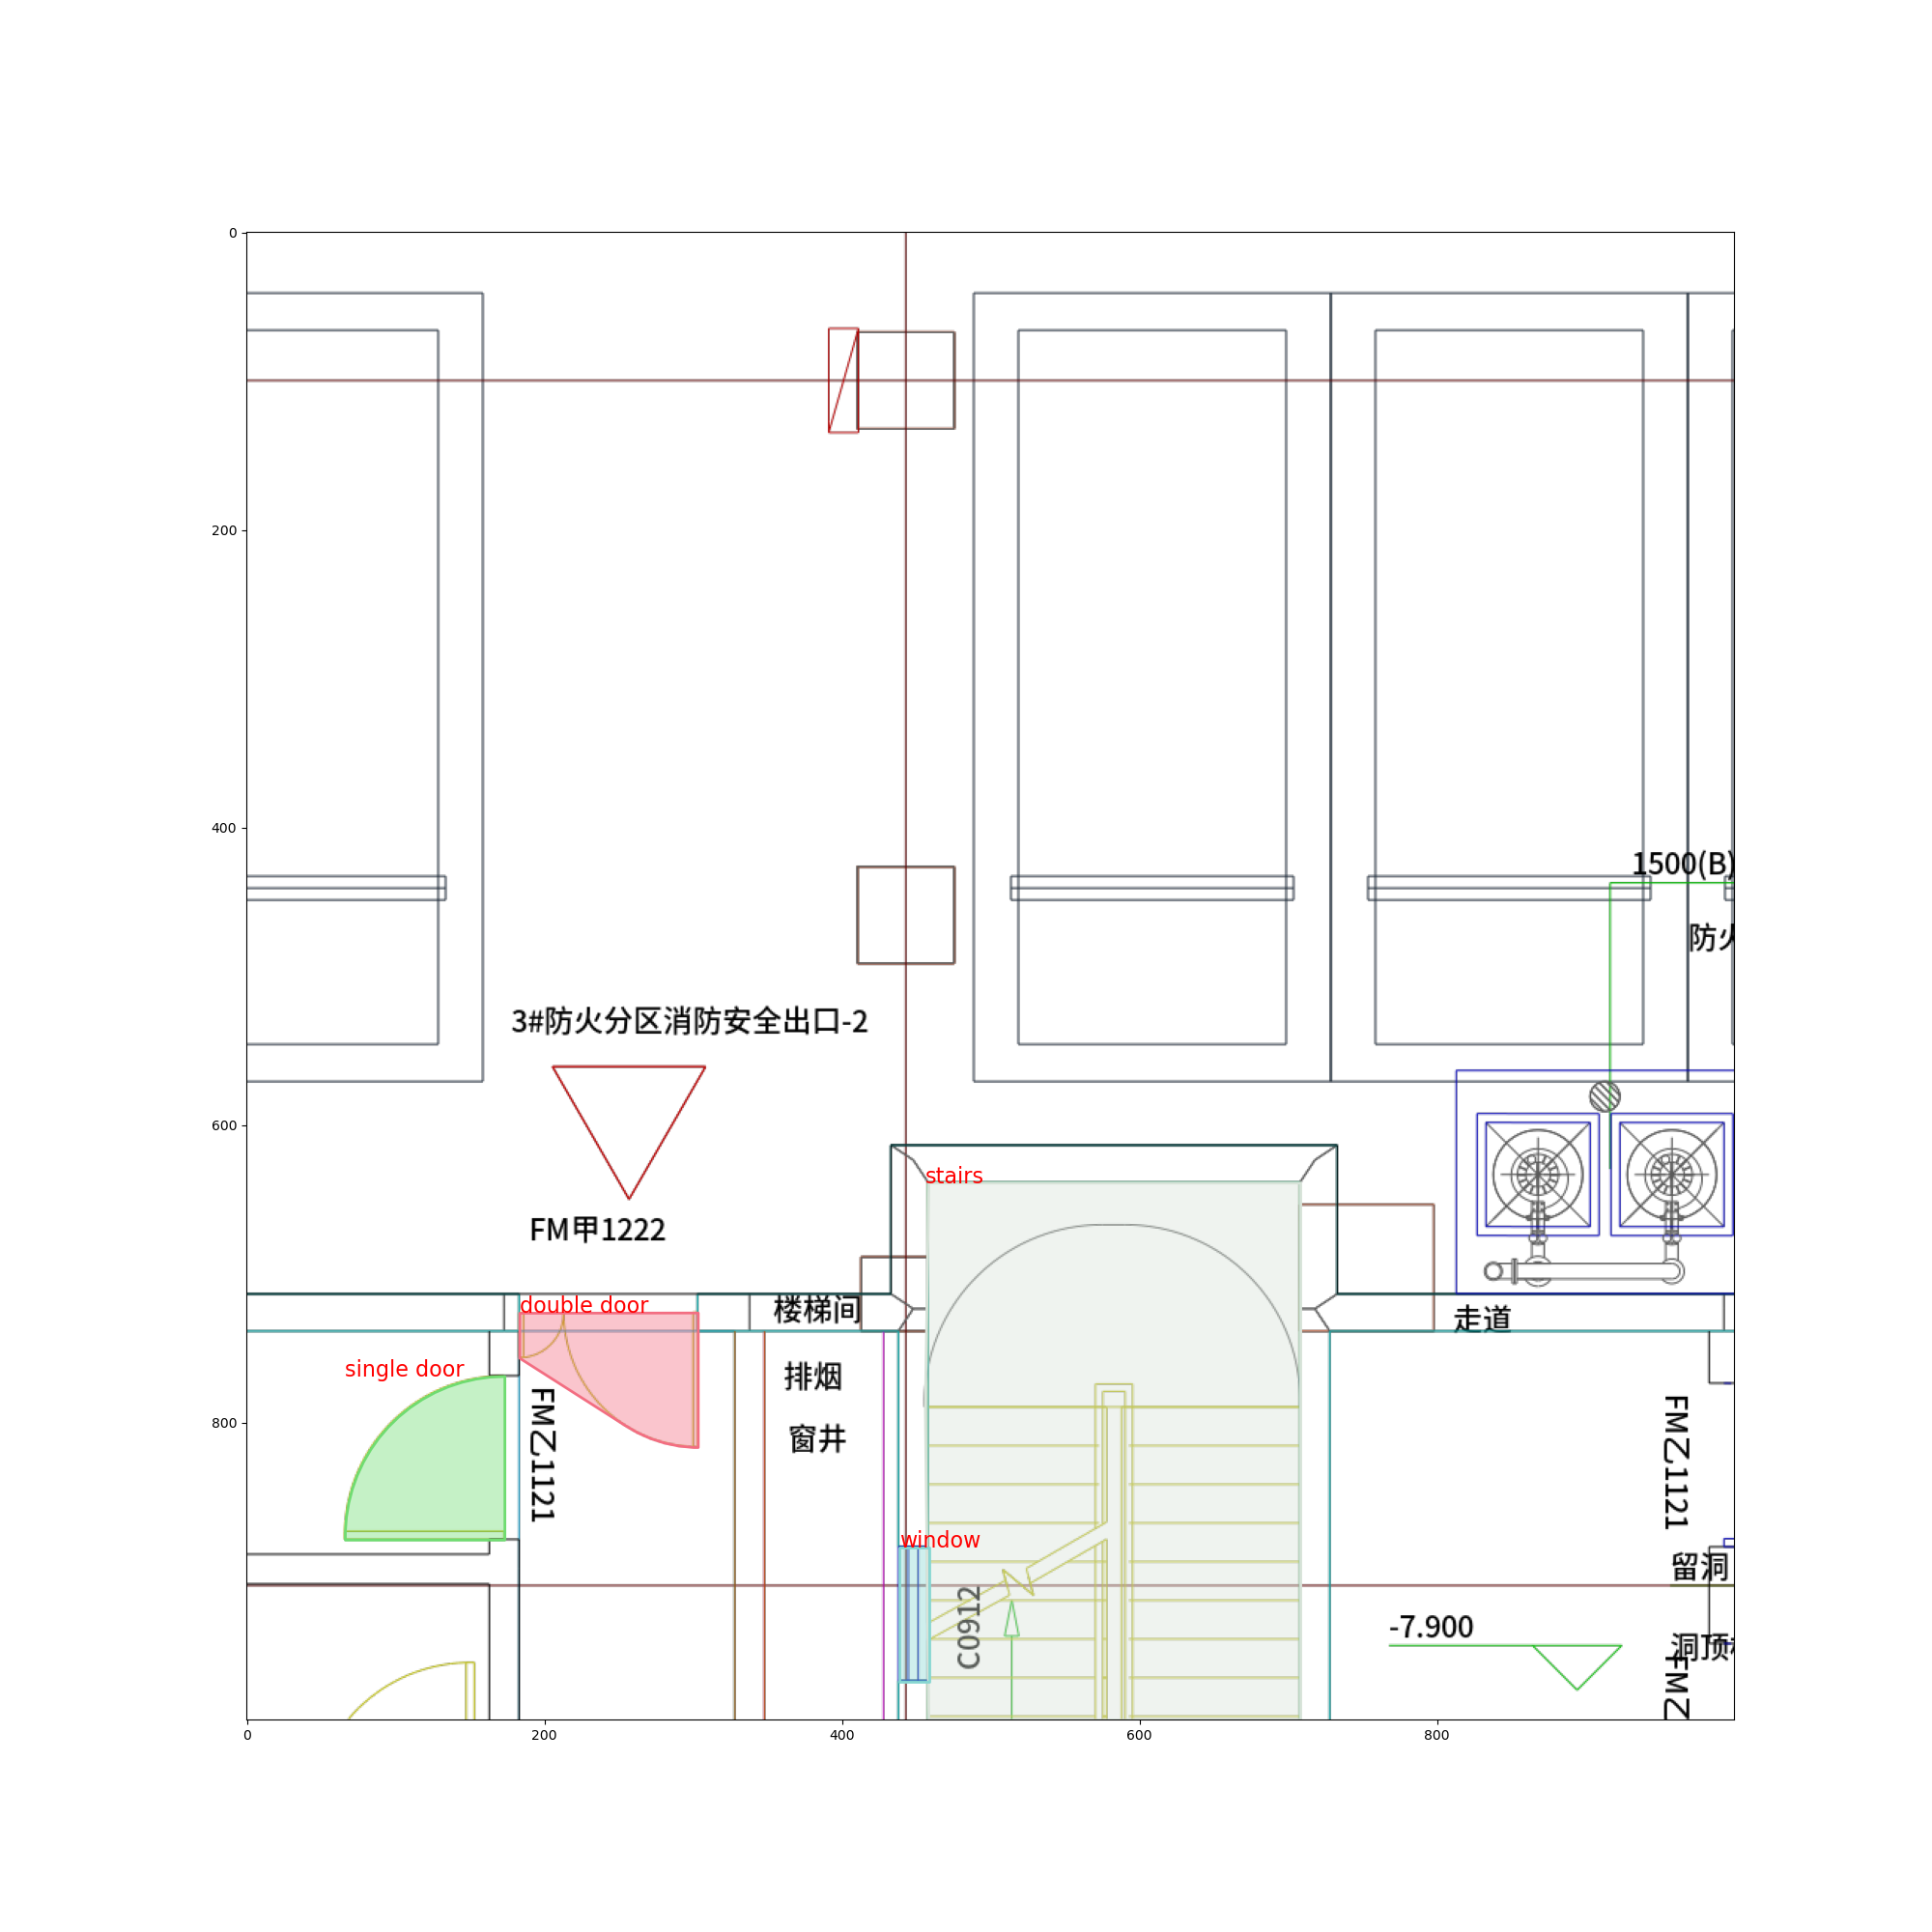 0
200
400
1500(B)
防火
3#防火分区消防安全出口-2
600
stairs
FM甲1222
double door
楼梯间
走道
single door
排烟
FM乙1121
窗井
FM乙1121
800
window
留洞
C0912
-7.900
洞顶
FM乙
0
200
400
600
800